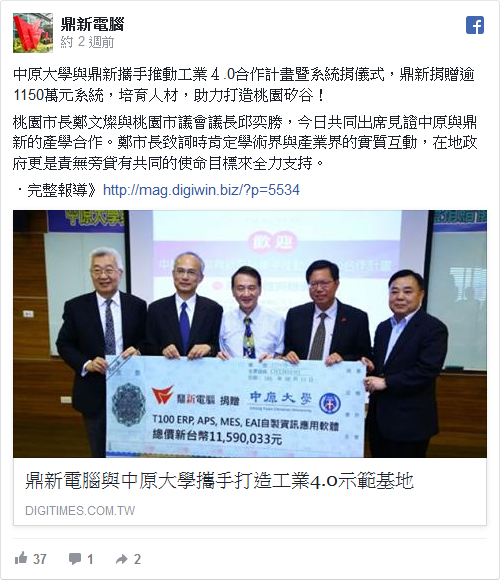 鼎新電腦
約 2 週前
中原大學與鼎新攜手推動工業４.0合作計畫暨系統捐儀式，鼎新捐贈逾
1150萬元系統，培育人材，助力打造桃園矽谷！
桃園市長鄭文燦與桃園市議會議長邱奕勝，今日共同出席見證中原與鼎
新的產學合作。鄭市長致詞時肯定學術界與產業界的實質互動，在地政
府更是責無旁貸有共同的使命目標來全力支持。
．完整報導》http://mag.digiwin.biz/?p=5534
歡迎
鼎新電腦 捐贈 中原大學
Chung Yuan Christian University
T100 ERP, APS, MES, EAI自製資訊應用軟體
總價新台幣11,590,033元
鼎新電腦與中原大學攜手打造工業4.0示範基地
DIGITIMES.COM.TW
37 1 2